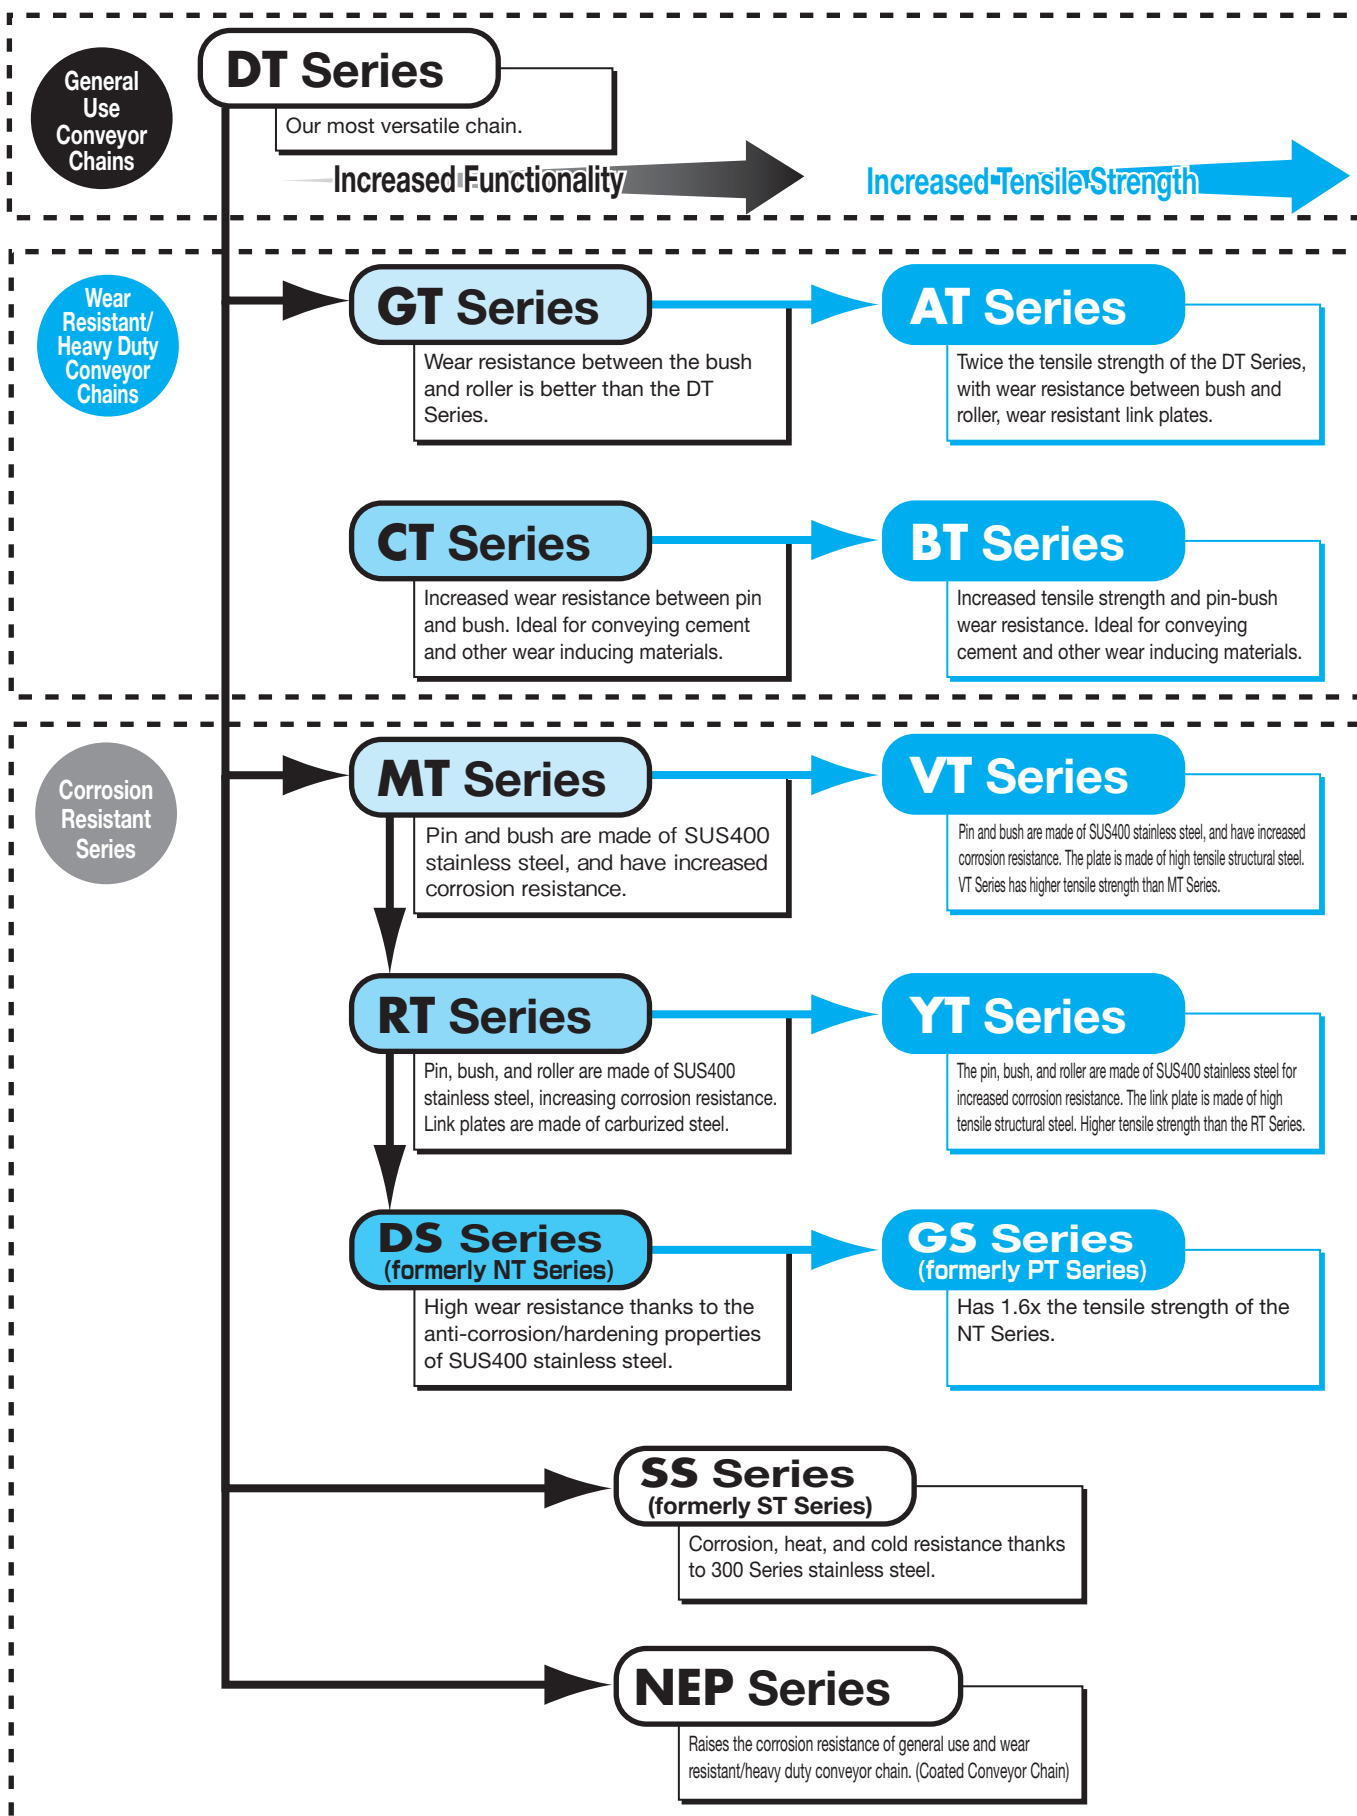 General
Use
Conveyor
Chains
DT Series
Our most versatile chain.
Increased Functionality
Increased Tensile Strength
Wear
Resistant/
Heavy Duty
Conveyor
Chains
GT Series
Wear resistance between the bush
and roller is better than the DT
Series.
AT Series
Twice the tensile strength of the DT Series,
with wear resistance between bush and
roller, wear resistant link plates.
CT Series
Increased wear resistance between pin
and bush. Ideal for conveying cement
and other wear inducing materials.
BT Series
Increased tensile strength and pin-bush
wear resistance. Ideal for conveying
cement and other wear inducing materials.
Corrosion
Resistant
Series
MT Series
Pin and bush are made of SUS400
stainless steel, and have increased
corrosion resistance.
VT Series
Pin and bush are made of SUS400 stainless steel, and have increased
corrosion resistance. The plate is made of high tensile structural steel.
VT Series has higher tensile strength than MT Series.
RT Series
Pin, bush, and roller are made of SUS400
stainless steel, increasing corrosion resistance.
Link plates are made of carburized steel.
YT Series
The pin, bush, and roller are made of SUS400 stainless steel for
increased corrosion resistance. The link plate is made of high
tensile structural steel. Higher tensile strength than the RT Series.
DS Series
(formerly NT Series)
High wear resistance thanks to the
anti-corrosion/hardening properties
of SUS400 stainless steel.
GS Series
(formerly PT Series)
Has 1.6x the tensile strength of the
NT Series.
SS Series
(formerly ST Series)
Corrosion, heat, and cold resistance thanks
to 300 Series stainless steel.
NEP Series
Raises the corrosion resistance of general use and wear
resistant/heavy duty conveyor chain. (Coated Conveyor Chain)